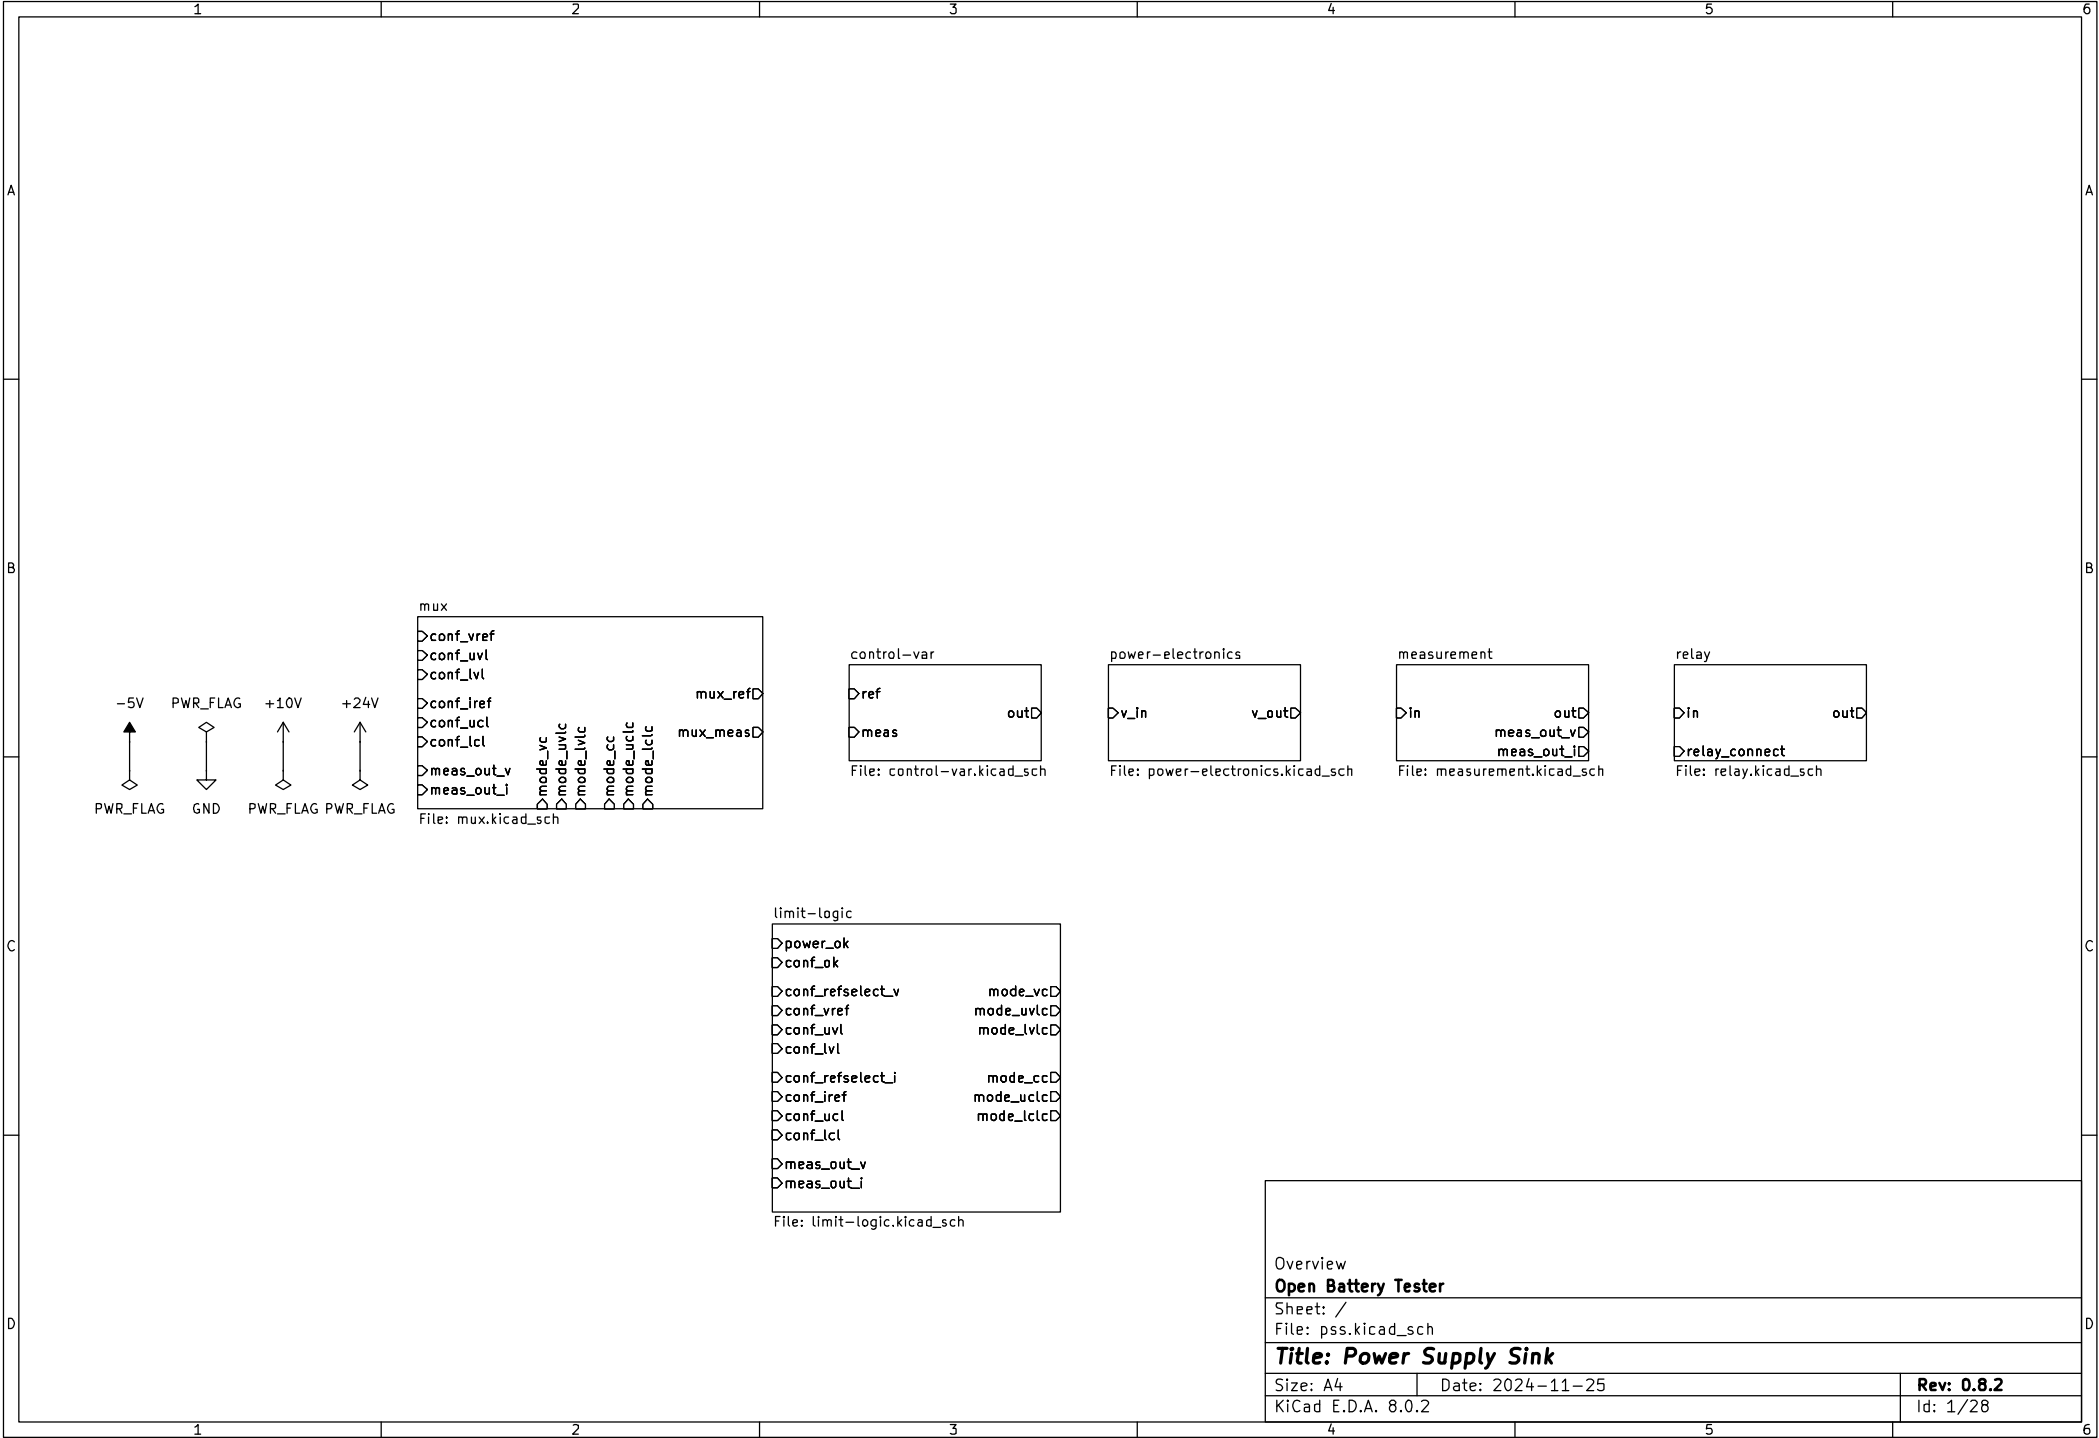 1 2 3 4 5 6
A A
B B
C C
D D
-5V PWR_FLAG +10V +24V
PWR_FLAG GND PWR_FLAG PWR_FLAG
mux
conf_vref
conf_uvl
conf_lvl
conf_iref
conf_ucl
conf_lcl
meas_out_v
meas_out_i
mode_vc
mode_uvlc
mode_lvlc
mode_cc
mode_uclc
mode_lclc
mux_ref
mux_meas
File: mux.kicad_sch
control-var
ref
meas
out
File: control-var.kicad_sch
power-electronics
v_in
v_out
File: power-electronics.kicad_sch
measurement
in
out
meas_out_v
meas_out_i
File: measurement.kicad_sch
relay
in
relay_connect
out
File: relay.kicad_sch
limit-logic
power_ok
conf_ok
conf_refselect_v
conf_vref
conf_uvl
conf_lvl
conf_refselect_i
conf_iref
conf_ucl
conf_lcl
meas_out_v
meas_out_i
mode_vc
mode_uvlc
mode_lvlc
mode_cc
mode_uclc
mode_lclc
File: limit-logic.kicad_sch
Overview
Open Battery Tester
Sheet: /
File: pss.kicad_sch
Title: Power Supply Sink
Size: A4 Date: 2024-11-25 Rev: 0.8.2
KiCad E.D.A. 8.0.2 Id: 1/28
1 2 3 4 5 6